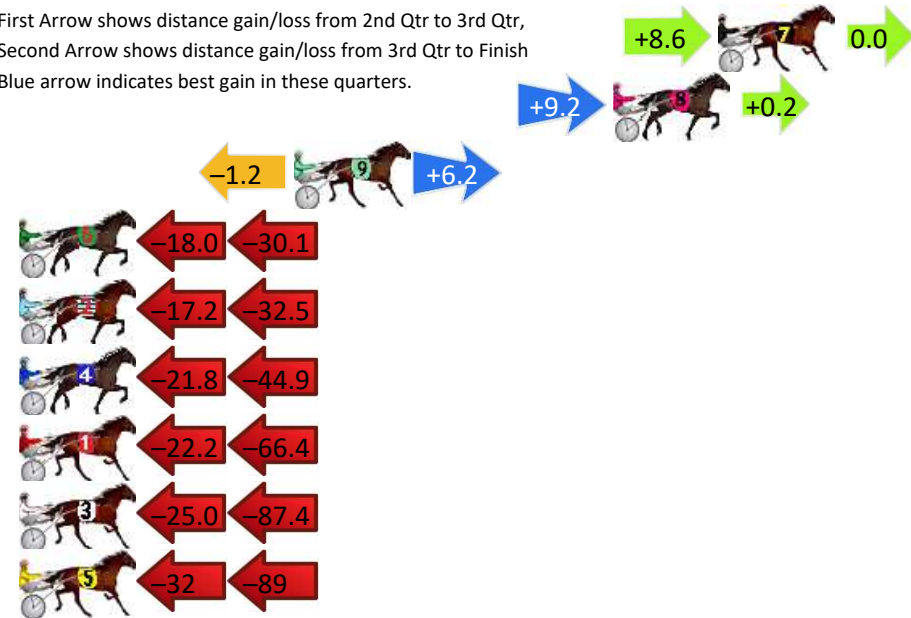 First Arrow shows distance gain/loss from 2nd Qtr to 3rd Qtr,
Second Arrow shows distance gain/loss from 3rd Qtr to Finish
Blue arrow indicates best gain in these quarters.
+8.6 7 0.0
+9.2 8 +0.2
–1.2 9 +6.2
6 –18.0 –30.1
2 –17.2 –32.5
4 –21.8 –44.9
1 –22.2 –66.4
3 –25.0 –87.4
5 –32 –89